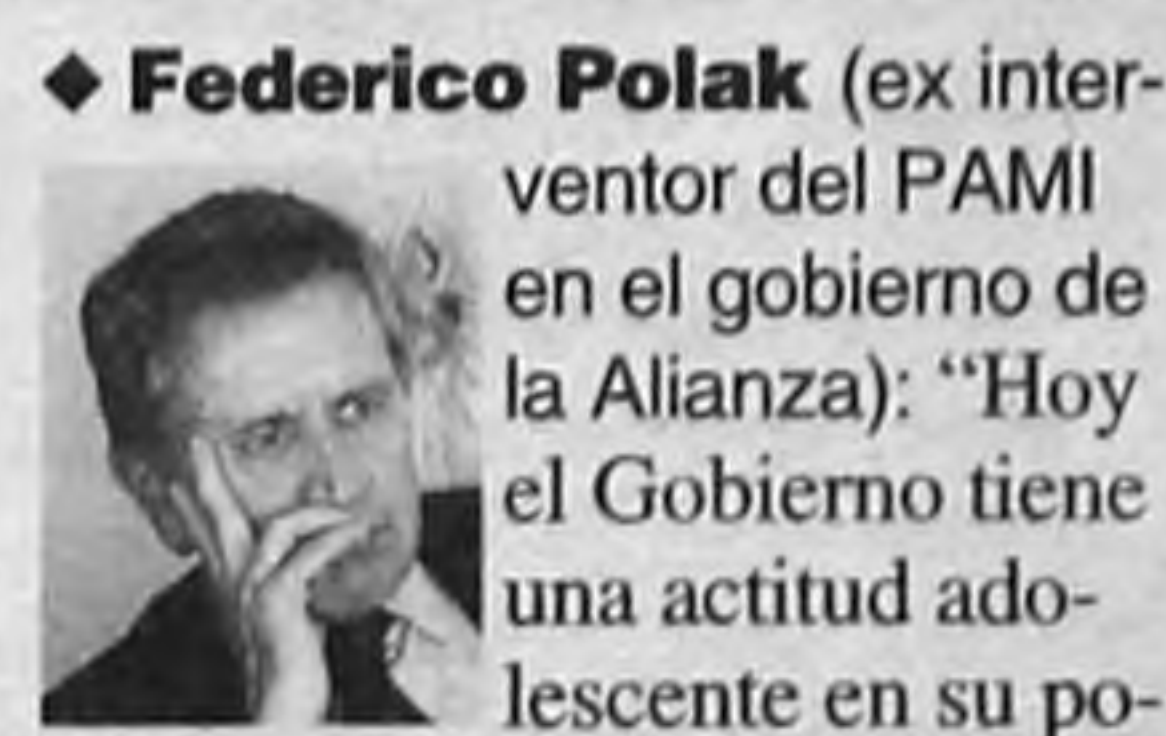 ◆ Federico Polak (ex inter-
ventor del PAMI
en el gobierno de
la Alianza): “Hoy
el Gobierno tiene
una actitud ado-
lescente en su po-